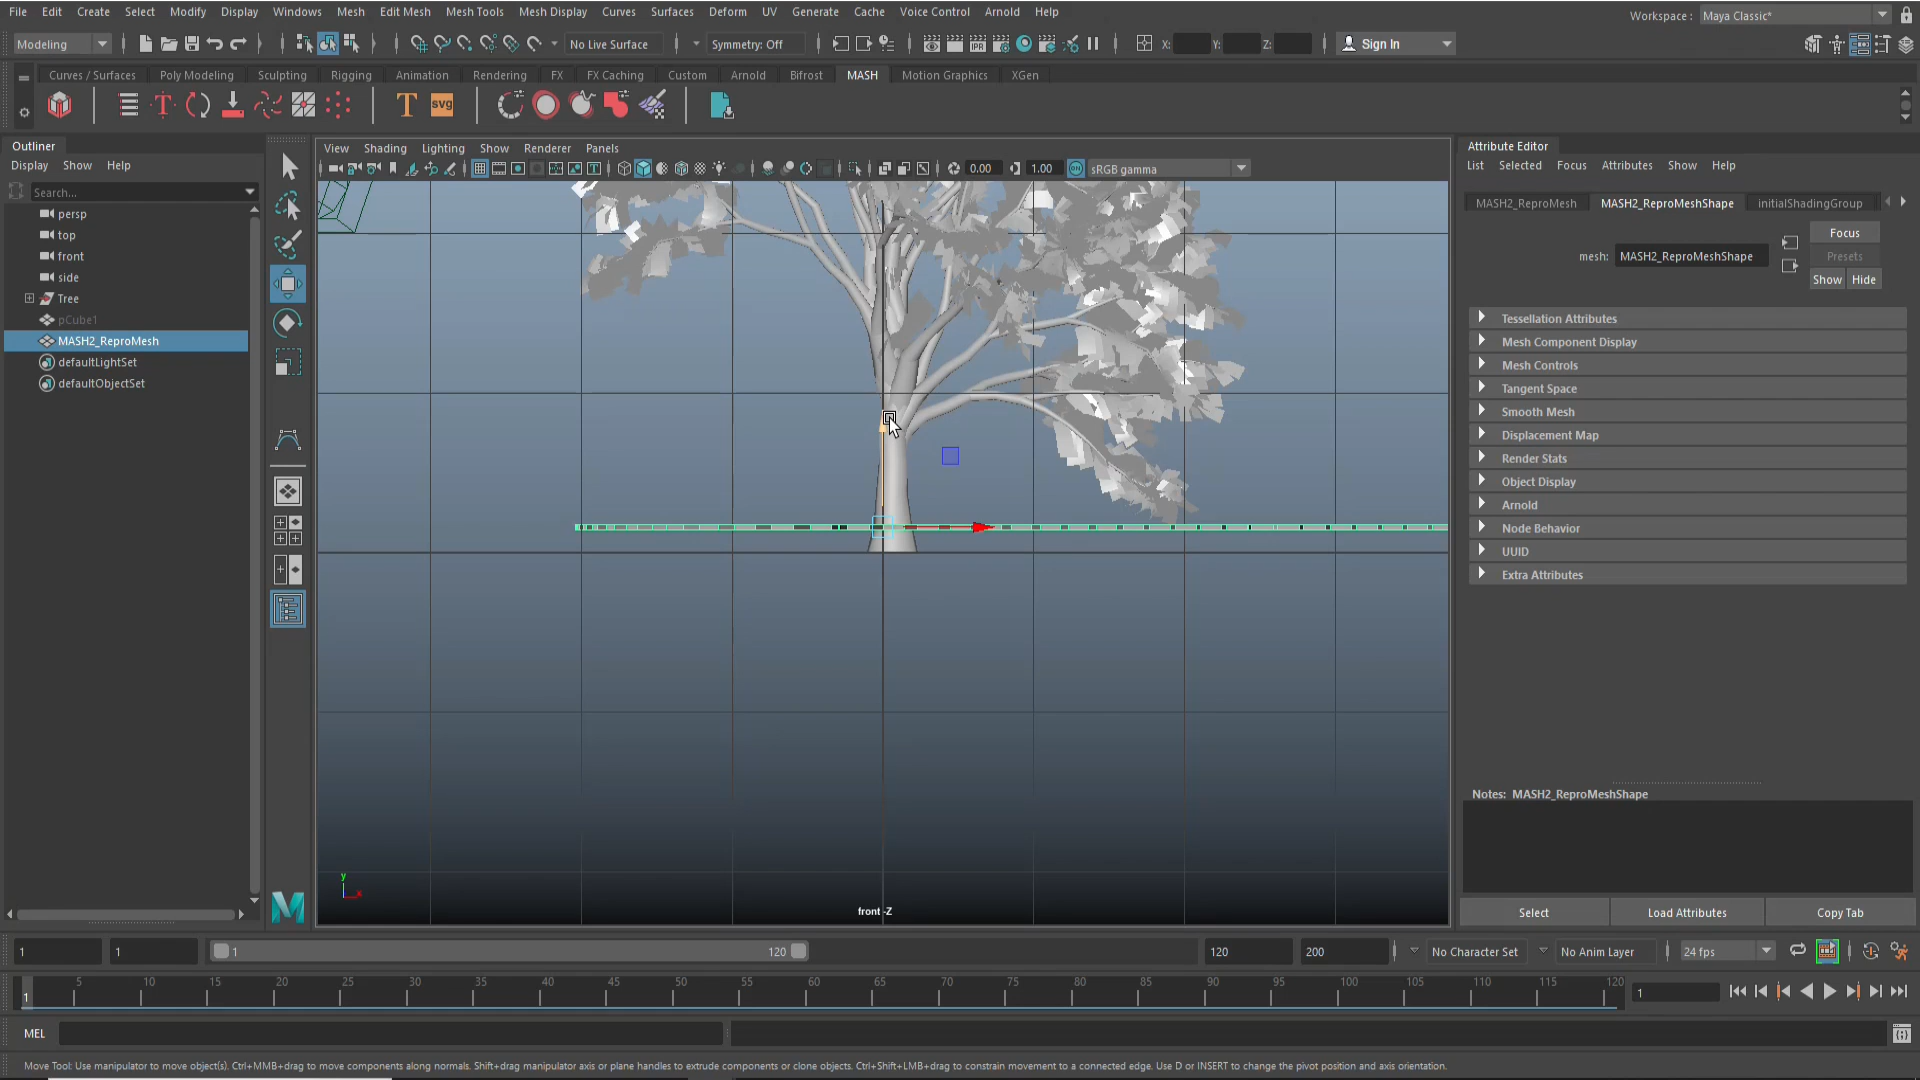 File Edit Create Select Modify Display Windows Mesh Edit Mesh Mesh Tools Mesh Display Curves Surfaces Deform UV Generate Cache Voice Control Arnold Help
Workspace : Maya Classic*
Modeling No Live Surface Symmetry: Off X: Y: Z: Sign In
Curves / Surfaces Poly Modeling Sculpting Rigging Animation Rendering FX FX Caching Custom Arnold Bifrost MASH Motion Graphics XGen
T T svg
Outliner
Display Show Help
Search...
persp
top
front
side
Tree
pCube1
MASH2_ReproMesh
defaultLightSet
defaultObjectSet
View Shading Lighting Show Renderer Panels
0.00 1.00 sRGB gamma
y
x
front -Z
Attribute Editor
List Selected Focus Attributes Show Help
MASH2_ReproMesh MASH2_ReproMeshShape initialShadingGroup
mesh: MASH2_ReproMeshShape
Focus
Presets
Show Hide
Tessellation Attributes
Mesh Component Display
Mesh Controls
Tangent Space
Smooth Mesh
Displacement Map
Render Stats
Object Display
Arnold
Node Behavior
UUID
Extra Attributes
Notes: MASH2_ReproMeshShape
Select Load Attributes Copy Tab
1 1 1 120 120 200 No Character Set No Anim Layer 24 fps
1 5 10 15 20 25 30 35 40 45 50 55 60 65 70 75 80 85 90 95 100 105 110 115 120 1
MEL
Move Tool: Use manipulator to move object(s). Ctrl+MMB+drag to move components along normals. Shift+drag manipulator axis or plane handles to extrude components or clone objects. Ctrl+Shift+LMB+drag to constrain movement to a connected edge. Use D or INSERT to change the pivot position and axis orientation.